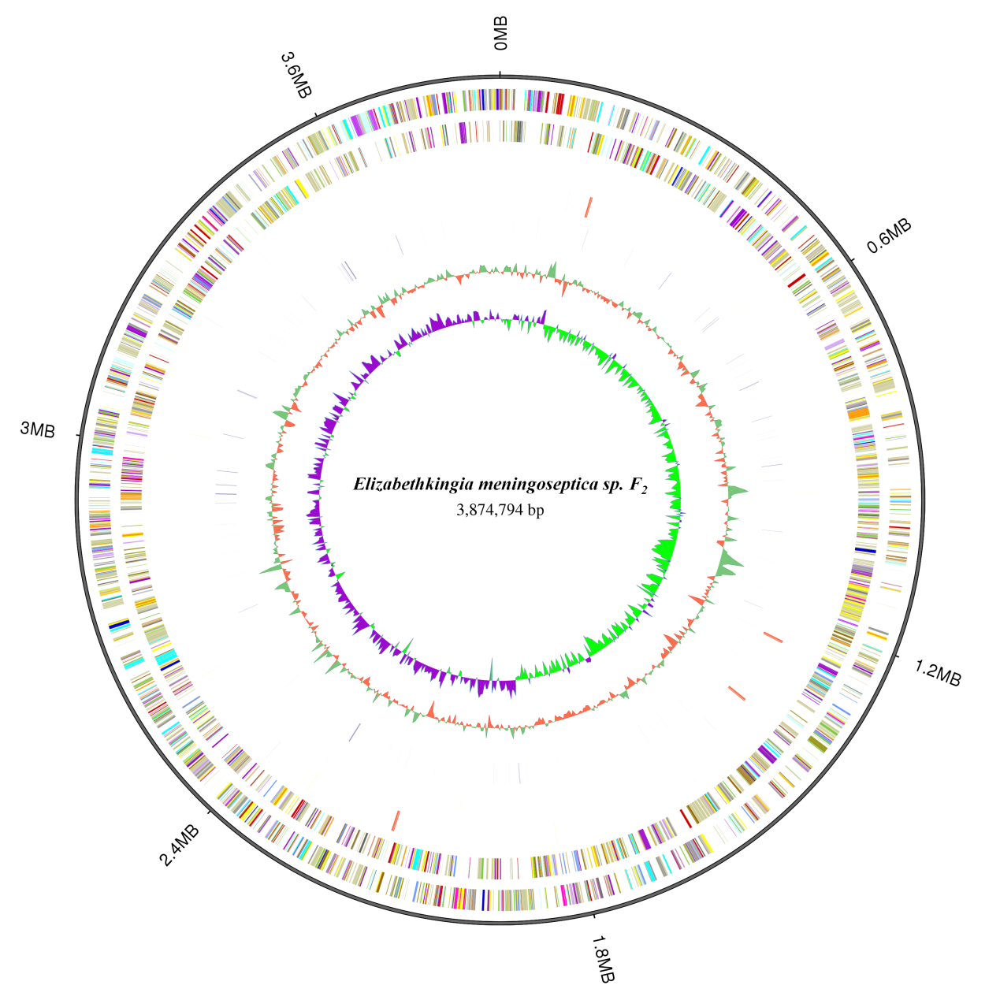 0MB
3.6MB
0.6MB
3MB
Elizabethkingia meningoseptica sp. F2
3,874,794 bp
1.2MB
2.4MB
1.8MB